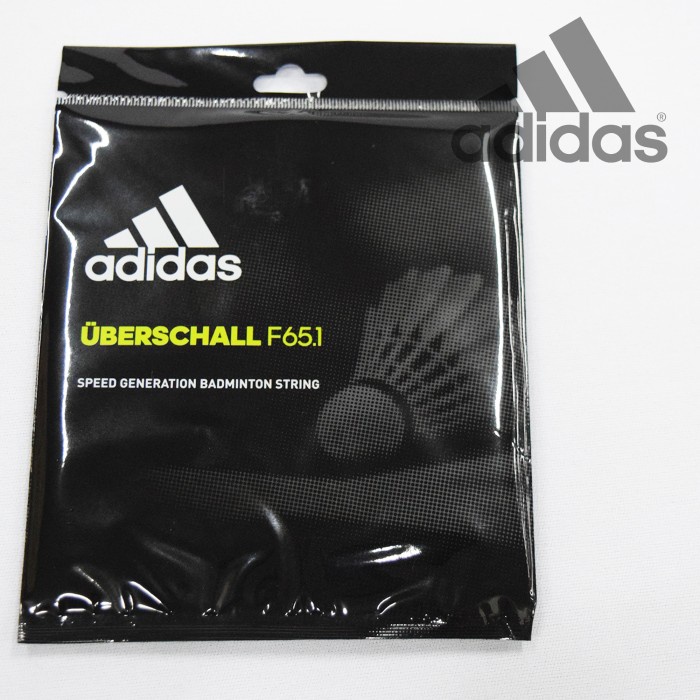 adidas®
adidas
ÜBERSCHALL F65.1
SPEED GENERATION BADMINTON STRING